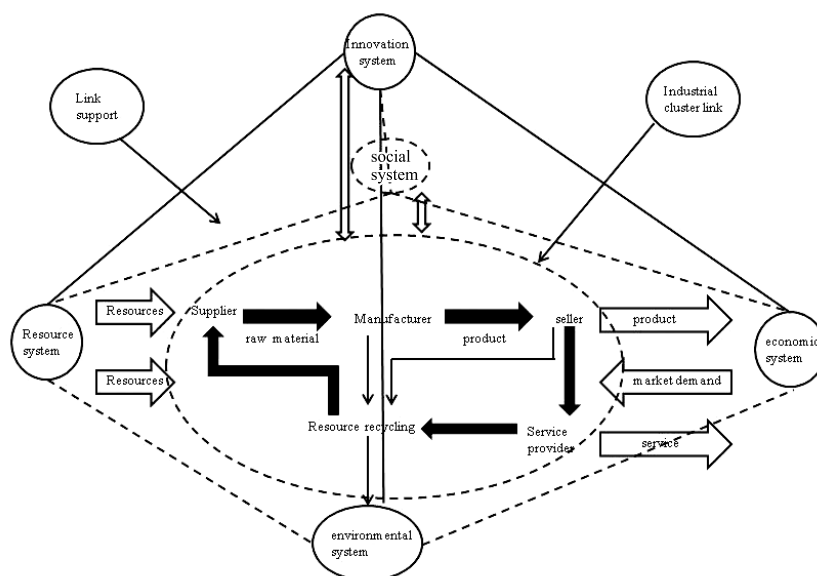 Innovation
system
Link
support
Industrial
cluster link
social
system
Resource
system
Resources
Supplier
raw material
Manufacturer
product
seller
product
economic
system
Resources
market demand
Resource recycling
Service
provider
service
environmental
system